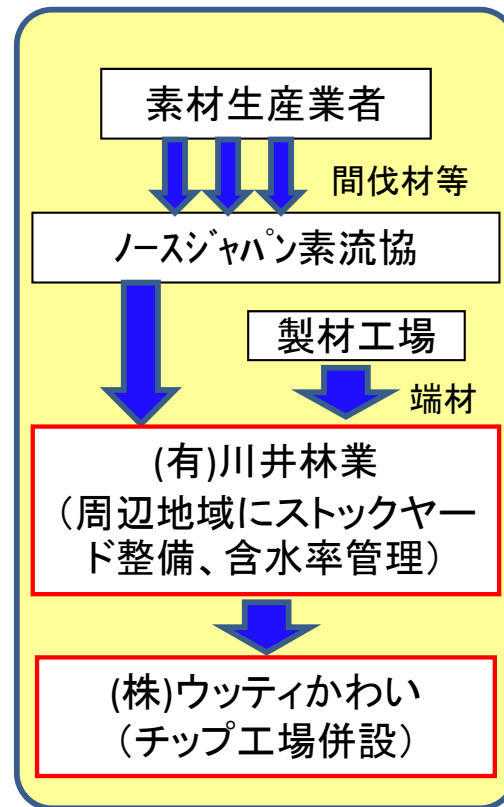 素材生産業者
間伐材等
ノースジャパン素流協
製材工場
端材
(有)川井林業
（周辺地域にストックヤー
ド整備、含水率管理）
(株)ウッティかわい
（チップ工場併設）